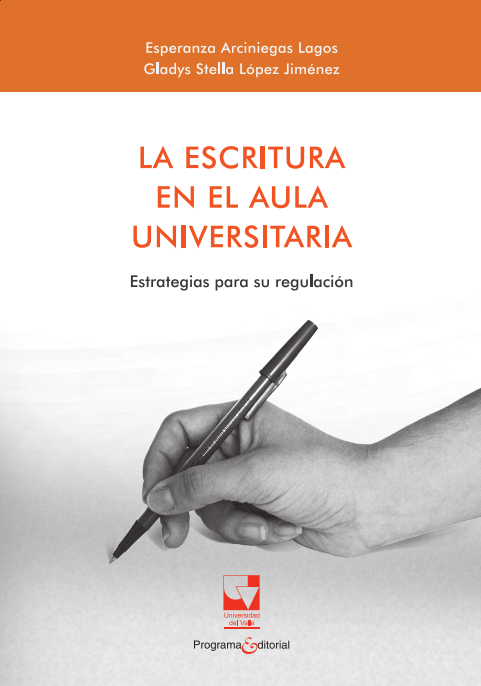 Esperanza Arciniegas Lagos
Gladys Stella López Jiménez
LA ESCRITURA
EN EL AULA
UNIVERSITARIA
Estrategias para su regulación
Universidad
del Valle
Programa Editorial